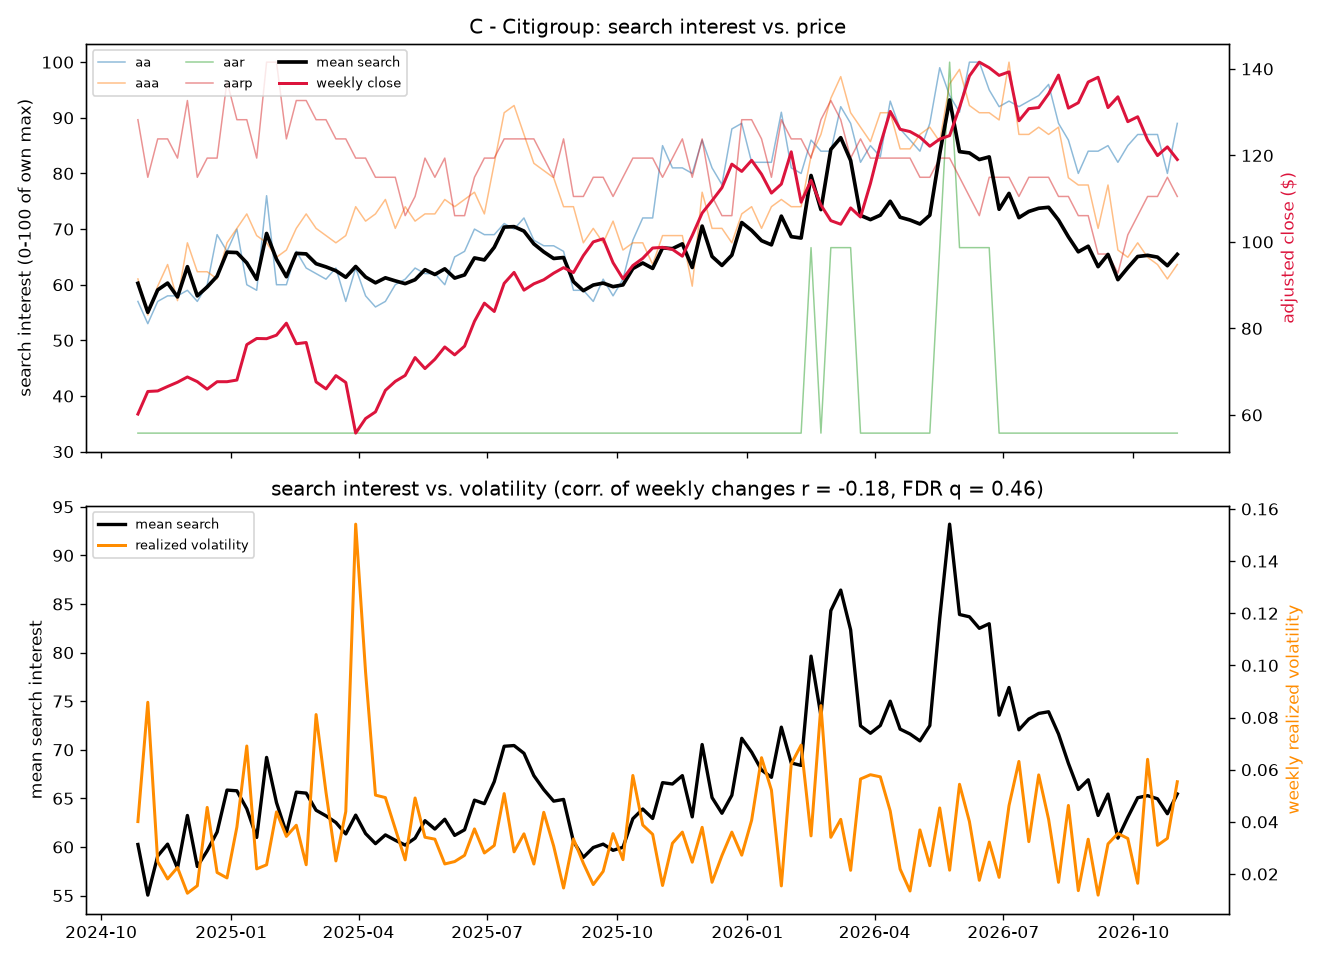 C - Citigroup: search interest vs. price
aa
aaa
aar
aarp
mean search
weekly close
search interest (0-100 of own max)
100
90
80
70
60
50
40
30
140
120
100
80
60
adjusted close ($)
search interest vs. volatility (corr. of weekly changes r = -0.18, FDR q = 0.46)
mean search
realized volatility
mean search interest
95
90
85
80
75
70
65
60
55
0.16
0.14
0.12
0.10
0.08
0.06
0.04
0.02
weekly realized volatility
2024-10
2025-01
2025-04
2025-07
2025-10
2026-01
2026-04
2026-07
2026-10